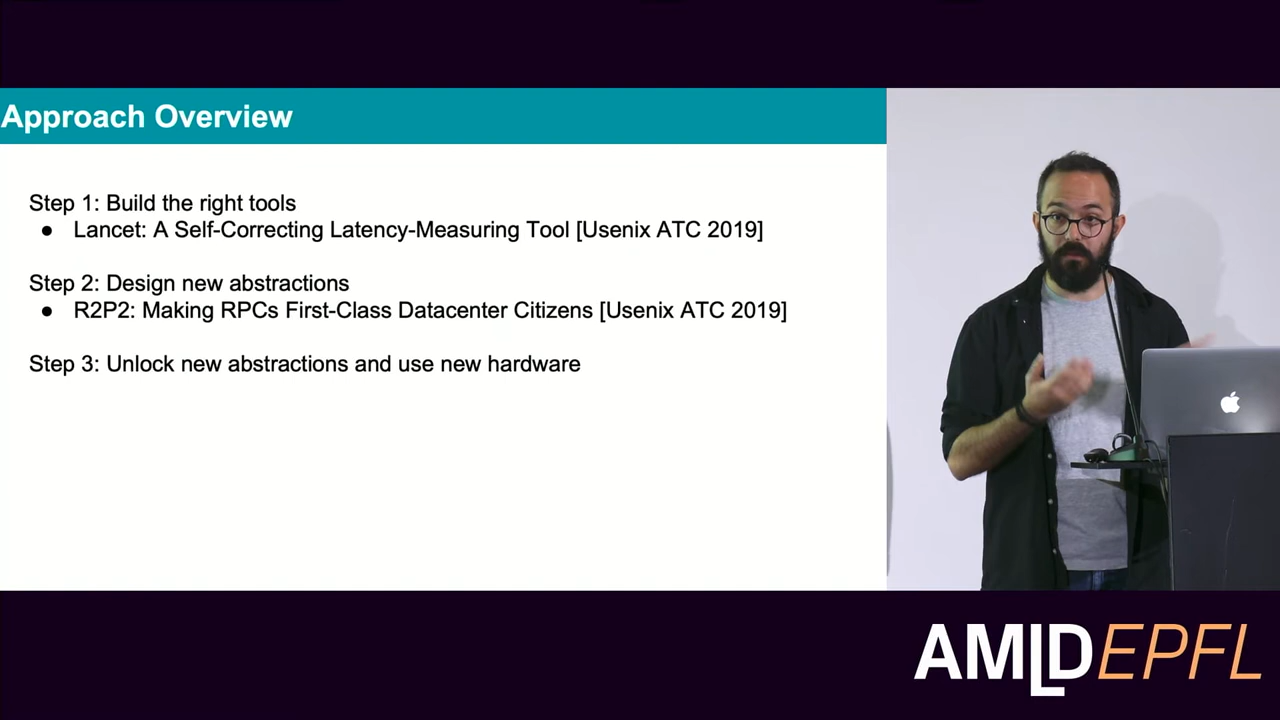 Approach Overview
Step 1: Build the right tools
● Lancet: A Self-Correcting Latency-Measuring Tool [Usenix ATC 2019]
Step 2: Design new abstractions
● R2P2: Making RPCs First-Class Datacenter Citizens [Usenix ATC 2019]
Step 3: Unlock new abstractions and use new hardware
AMLD EPFL